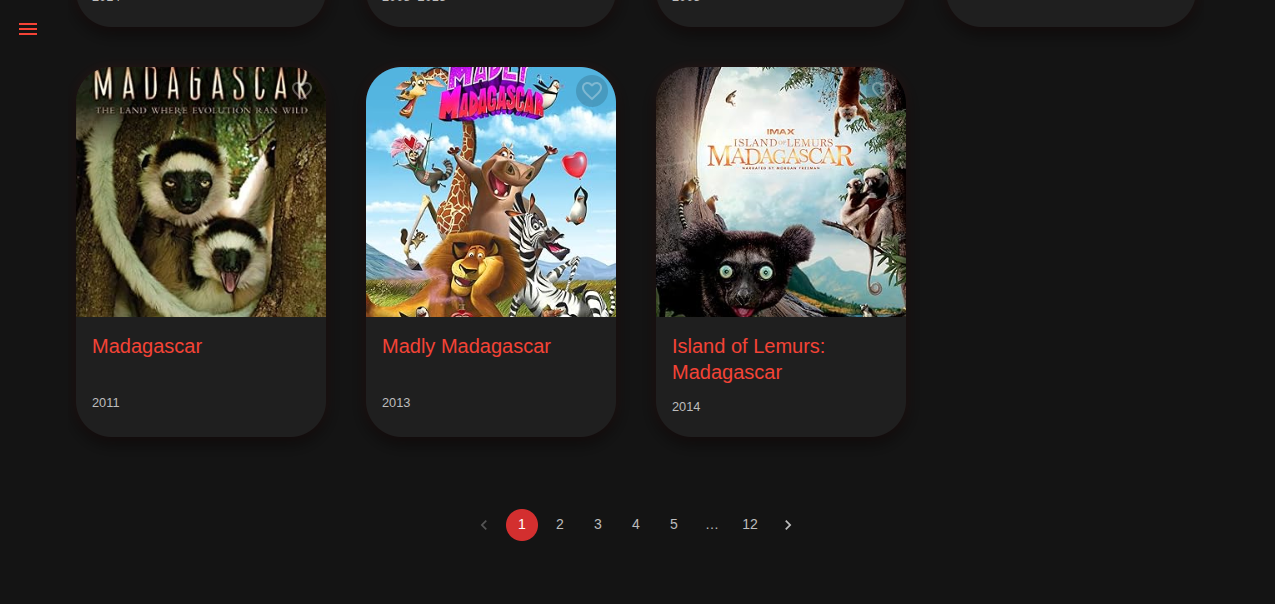 MADAGASCAR
THE LAND WHERE EVOLUTION RAN WILD
MADLY
MADAGASCAR
IMAX
ISLAND OF LEMURS
MADAGASCAR
NARRATED BY MORGAN FREEMAN
Madagascar
Madly Madagascar
Island of Lemurs:
Madagascar
2011
2013
2014
1 2 3 4 5 … 12